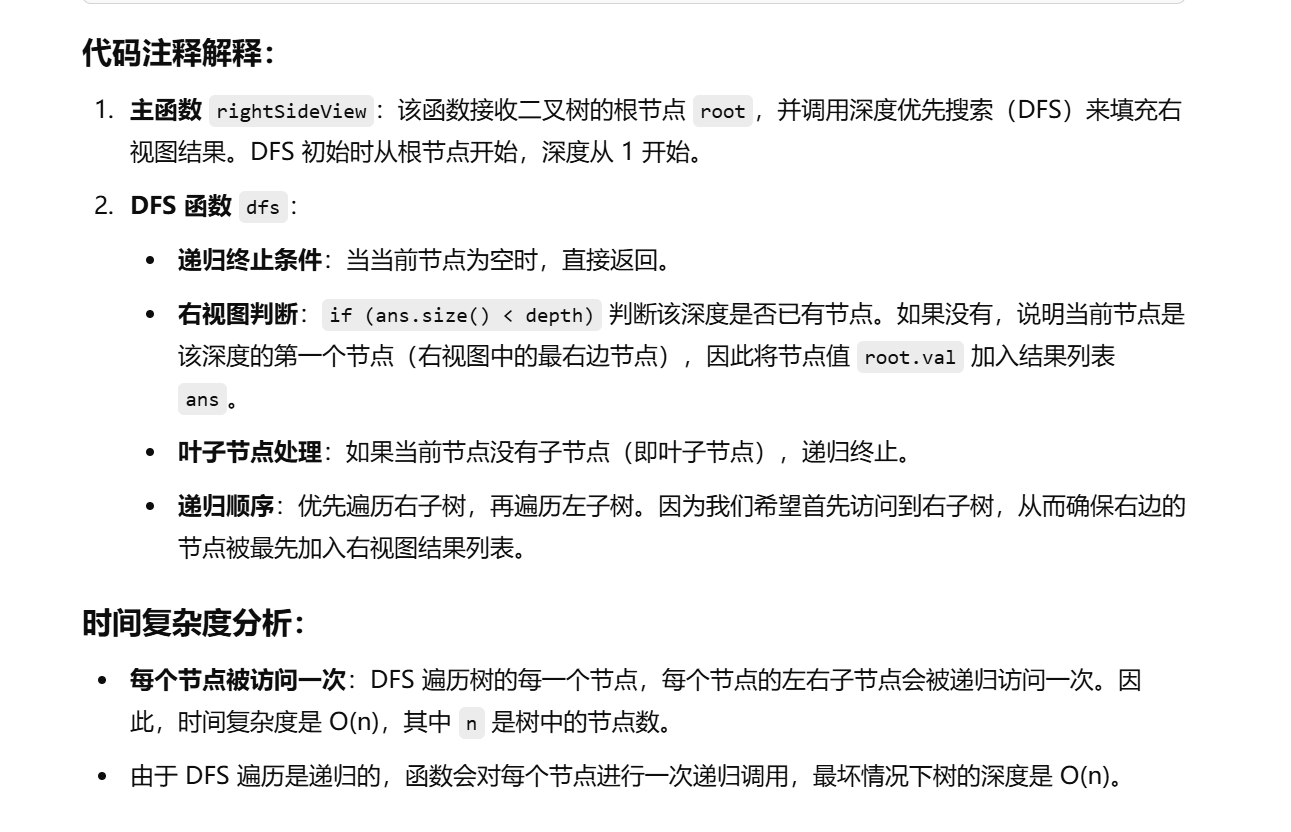 代码注释解释：
1. 主函数 rightSideView：该函数接收二叉树的根节点 root，并调用深度优先搜索（DFS）来填充右
视图结果。DFS 初始时从根节点开始，深度从 1 开始。
2. DFS 函数 dfs：
• 递归终止条件：当当前节点为空时，直接返回。
• 右视图判断：if (ans.size() < depth) 判断该深度是否已有节点。如果没有，说明当前节点是
该深度的第一个节点（右视图中的最右边节点），因此将节点值 root.val 加入结果列表
ans。
• 叶子节点处理：如果当前节点没有子节点（即叶子节点），递归终止。
• 递归顺序：优先遍历右子树，再遍历左子树。因为我们希望首先访问到右子树，从而确保右边的
节点被最先加入右视图结果列表。
时间复杂度分析：
• 每个节点被访问一次：DFS 遍历树的每一个节点，每个节点的左右子节点会被递归访问一次。因
此，时间复杂度是 O(n)，其中 n 是树中的节点数。
• 由于 DFS 遍历是递归的，函数会对每个节点进行一次递归调用，最坏情况下树的深度是 O(n)。